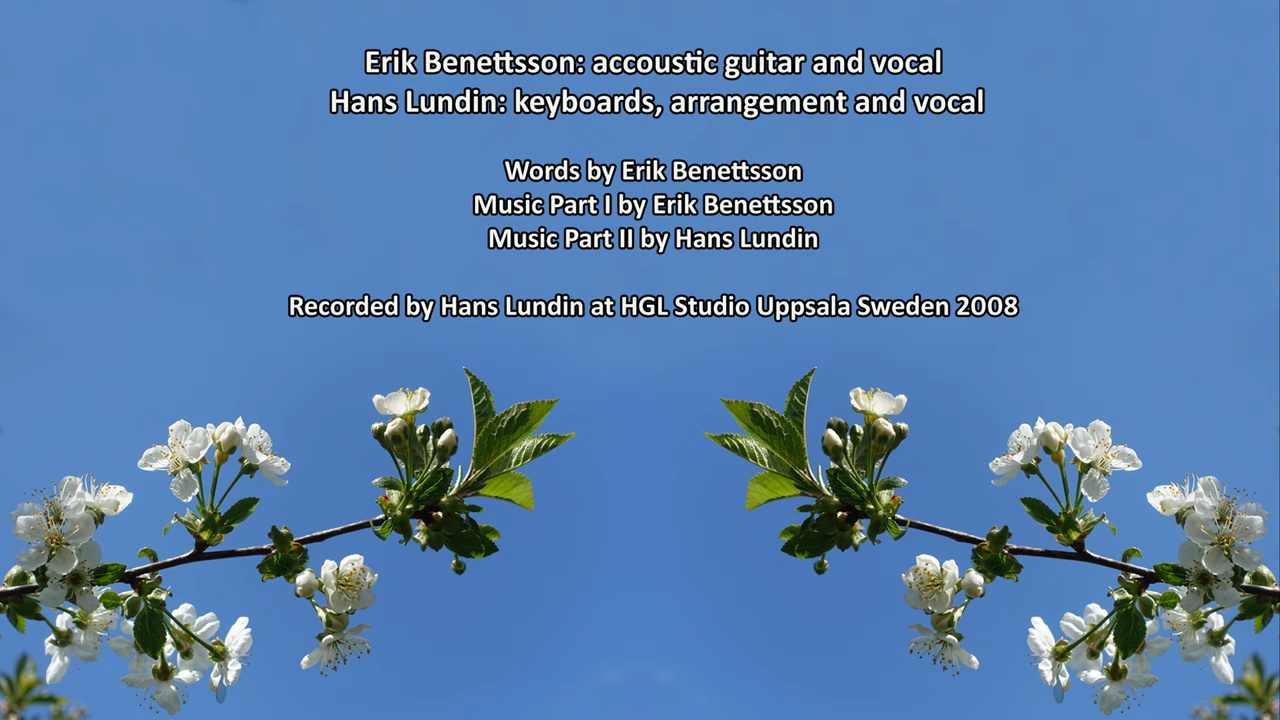 Erik Benettsson: accoustic guitar and vocal
Hans Lundin: keyboards, arrangement and vocal
Words by Erik Benettsson
Music Part I by Erik Benettsson
Music Part II by Hans Lundin
Recorded by Hans Lundin at HGL Studio Uppsala Sweden 2008